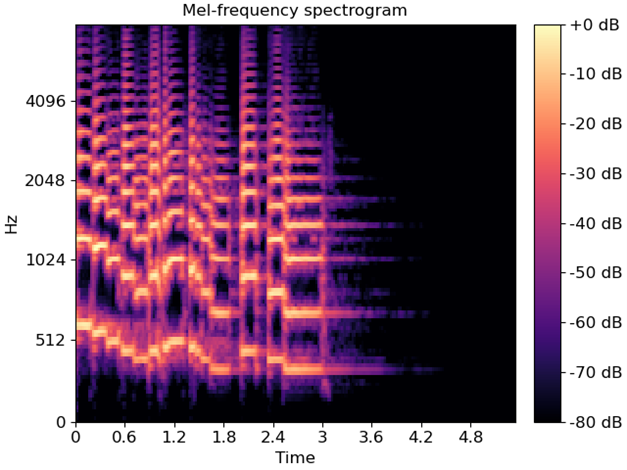 Mel-frequency spectrogram
+0 dB
4096
-10 dB
-20 dB
2048
-30 dB
Hz
1024
-40 dB
-50 dB
512
-60 dB
-70 dB
0
-80 dB
0 0.6 1.2 1.8 2.4 3 3.6 4.2 4.8
Time